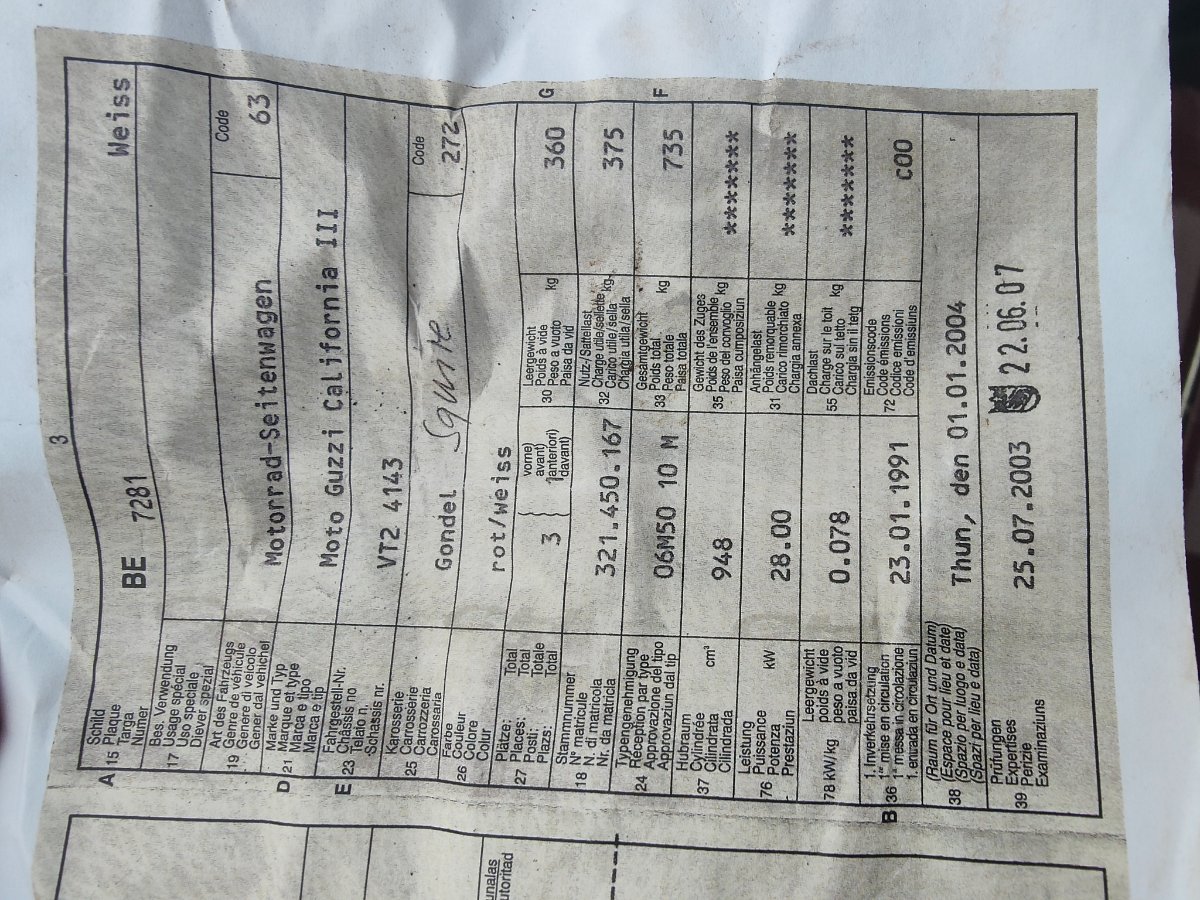 3
A 15 Schild
Plaque
Targa
Numer
BE 7281 Weiss
17 Bes. Verwendung
Usage spécial
Uso speciale
Diever spezial
19 Art des Fahrzeugs
Genre de véhicule
Genere di veicolo
Gener dal vehichel
Motorrad-Seitenwagen
Code
63
D 21 Marke und Typ
Marque et type
Marca e tipo
Marca e tip
Moto Guzzi California III
E 23 Fahrgestell-Nr.
Châssis no
Telaio n.
Schassis nr.
VT2 4143
25 Karosserie
Carrosserie
Carrozzeria
Carossaria
Gondel Squire
Code
272
26 Farbe
Couleur
Colore
Colur
rot/Weiss
27 Plätze: Total
Places: Total
Posti: Totale
Plazs: Total
3
vorne)
avant)
1 anteriori)
davant)
18 Stammnummer
N° matricule
N. di matricola
Nr. da matricla
321.450.167
24 Typengenehmigung
Réception par type
Approvazione del tipo
Approvaziun dal tip
06M50 10 M
37 Hubraum
Cylindrée cm³
Cilindrata
Cilindrada
948
76 Leistung
Puissance kW
Potenza
Prestaziun
28.00
78 kW/kg Leergewicht
poids à vide
peso a vuoto
paisa da vid
0.078
B 36 1. Inverkehrsetzung
1re mise en circulation
1a messa in circolazione
1. entrada en circulaziun
23.01.1991
30 Leergewicht
Poids à vide
Peso a vuoto kg
Paisa da vid
360 G
32 Nutz-/Sattellast
Charge utile/sellette kg
Carico utile/sella
Chargia utila/sella
375
33 Gesamtgewicht
Poids total kg
Peso totale
Paisa totala
735 F
35 Gewicht des Zuges
Poids de l'ensemble kg
Peso del convoglio
Paisa cumposiziun
*******
31 Anhängelast
Poids remorquable kg
Carico rimorchiato
Chargia annexa
*******
55 Dachlast
Charge sur le toit kg
Carico sul tetto
Chargia sin il tetg
*******
72 Emissionscode
Code émissions
Codice emissioni
Code d'emissiuns
C00
38 (Raum für Ort und Datum)
(Espace pour lieu et date)
(Spazio per luogo e data)
(Spazi per lieu e data)
Thun, den 01.01.2004
39 Prüfungen
Expertises
Perizie
Examinaziuns
25.07.2003 22.06.07
unalas
utoritad